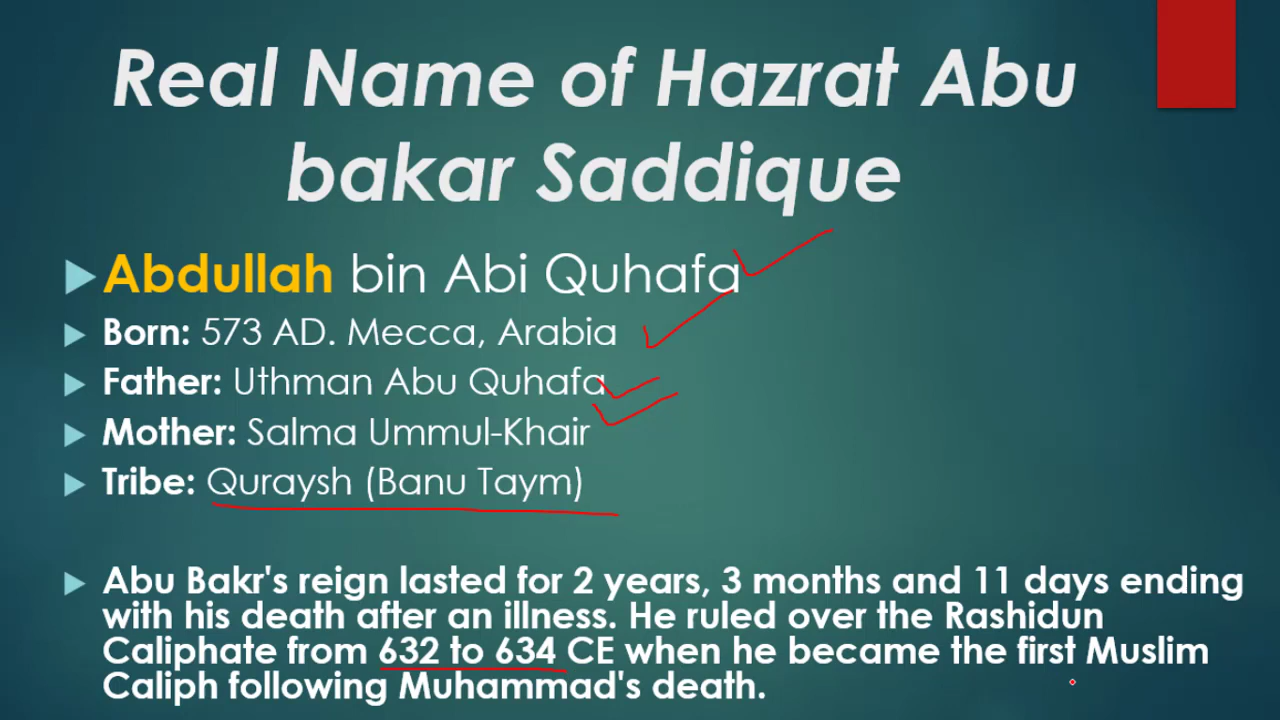 Real Name of Hazrat Abu
bakar Saddique
Abdullah bin Abi Quhafa
Born: 573 AD. Mecca, Arabia
Father: Uthman Abu Quhafa
Mother: Salma Ummul-Khair
Tribe: Quraysh (Banu Taym)
Abu Bakr's reign lasted for 2 years, 3 months and 11 days ending
with his death after an illness. He ruled over the Rashidun
Caliphate from 632 to 634 CE when he became the first Muslim
Caliph following Muhammad's death.